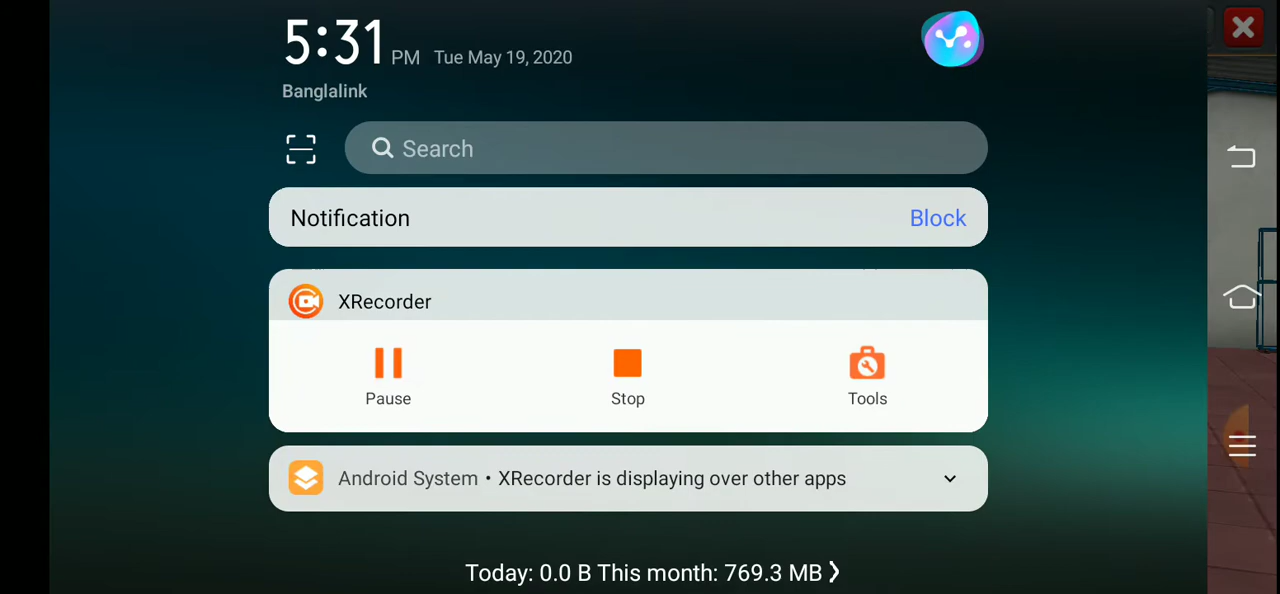 5:31 PM Tue May 19, 2020
Banglalink
Search
Notification Block
XRecorder
Pause Stop Tools
Android System • XRecorder is displaying over other apps
Today: 0.0 B This month: 769.3 MB